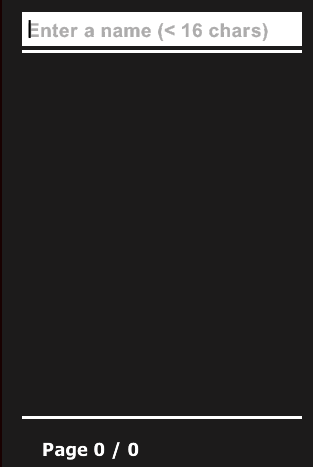 Enter a name (< 16 chars)
Page 0 / 0